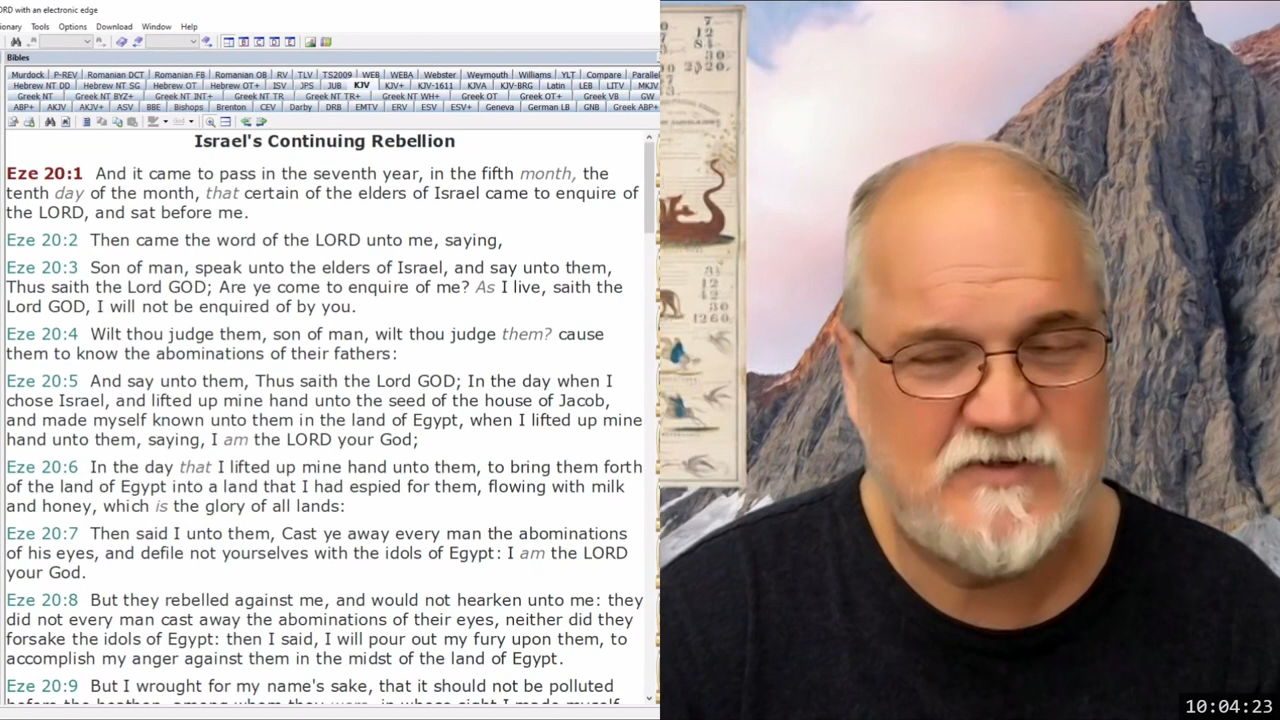 ORD with an electronic edge
ionary Tools Options Download Window Help
Bibles
Murdock P-REV Romanian DCT Romanian FB Romanian OB RV TLV TS2009 WEB WEBA Webster Weymouth Williams YLT Compare Parallel
Hebrew NT DD Hebrew NT SG Hebrew OT Hebrew OT+ ISV JPS JUB KJV KJV+ KJV-1611 KJVA KJV-BRG Latin LEB LITV MKJV
Greek NT Greek NT BYZ+ Greek NT INT+ Greek NT TR Greek NT TR+ Greek NT WH+ Greek OT Greek OT+ Greek VB GW
ABP+ AKJV AKJV+ ASV BBE Bishops Brenton CEV Darby DRB EMTV ERV ESV ESV+ Geneva German LB GNB Greek ABP+
Israel's Continuing Rebellion
Eze 20:1 And it came to pass in the seventh year, in the fifth month, the
tenth day of the month, that certain of the elders of Israel came to enquire of
the LORD, and sat before me.
Eze 20:2 Then came the word of the LORD unto me, saying,
Eze 20:3 Son of man, speak unto the elders of Israel, and say unto them,
Thus saith the Lord GOD; Are ye come to enquire of me? As I live, saith the
Lord GOD, I will not be enquired of by you.
Eze 20:4 Wilt thou judge them, son of man, wilt thou judge them? cause
them to know the abominations of their fathers:
Eze 20:5 And say unto them, Thus saith the Lord GOD; In the day when I
chose Israel, and lifted up mine hand unto the seed of the house of Jacob,
and made myself known unto them in the land of Egypt, when I lifted up mine
hand unto them, saying, I am the LORD your God;
Eze 20:6 In the day that I lifted up mine hand unto them, to bring them forth
of the land of Egypt into a land that I had espied for them, flowing with milk
and honey, which is the glory of all lands:
Eze 20:7 Then said I unto them, Cast ye away every man the abominations
of his eyes, and defile not yourselves with the idols of Egypt: I am the LORD
your God.
Eze 20:8 But they rebelled against me, and would not hearken unto me: they
did not every man cast away the abominations of their eyes, neither did they
forsake the idols of Egypt: then I said, I will pour out my fury upon them, to
accomplish my anger against them in the midst of the land of Egypt.
Eze 20:9 But I wrought for my name's sake, that it should not be polluted
before the heathen, among whom they were, in whose sight I made myself
7
12
30
12
42
30
1260
10:04:23